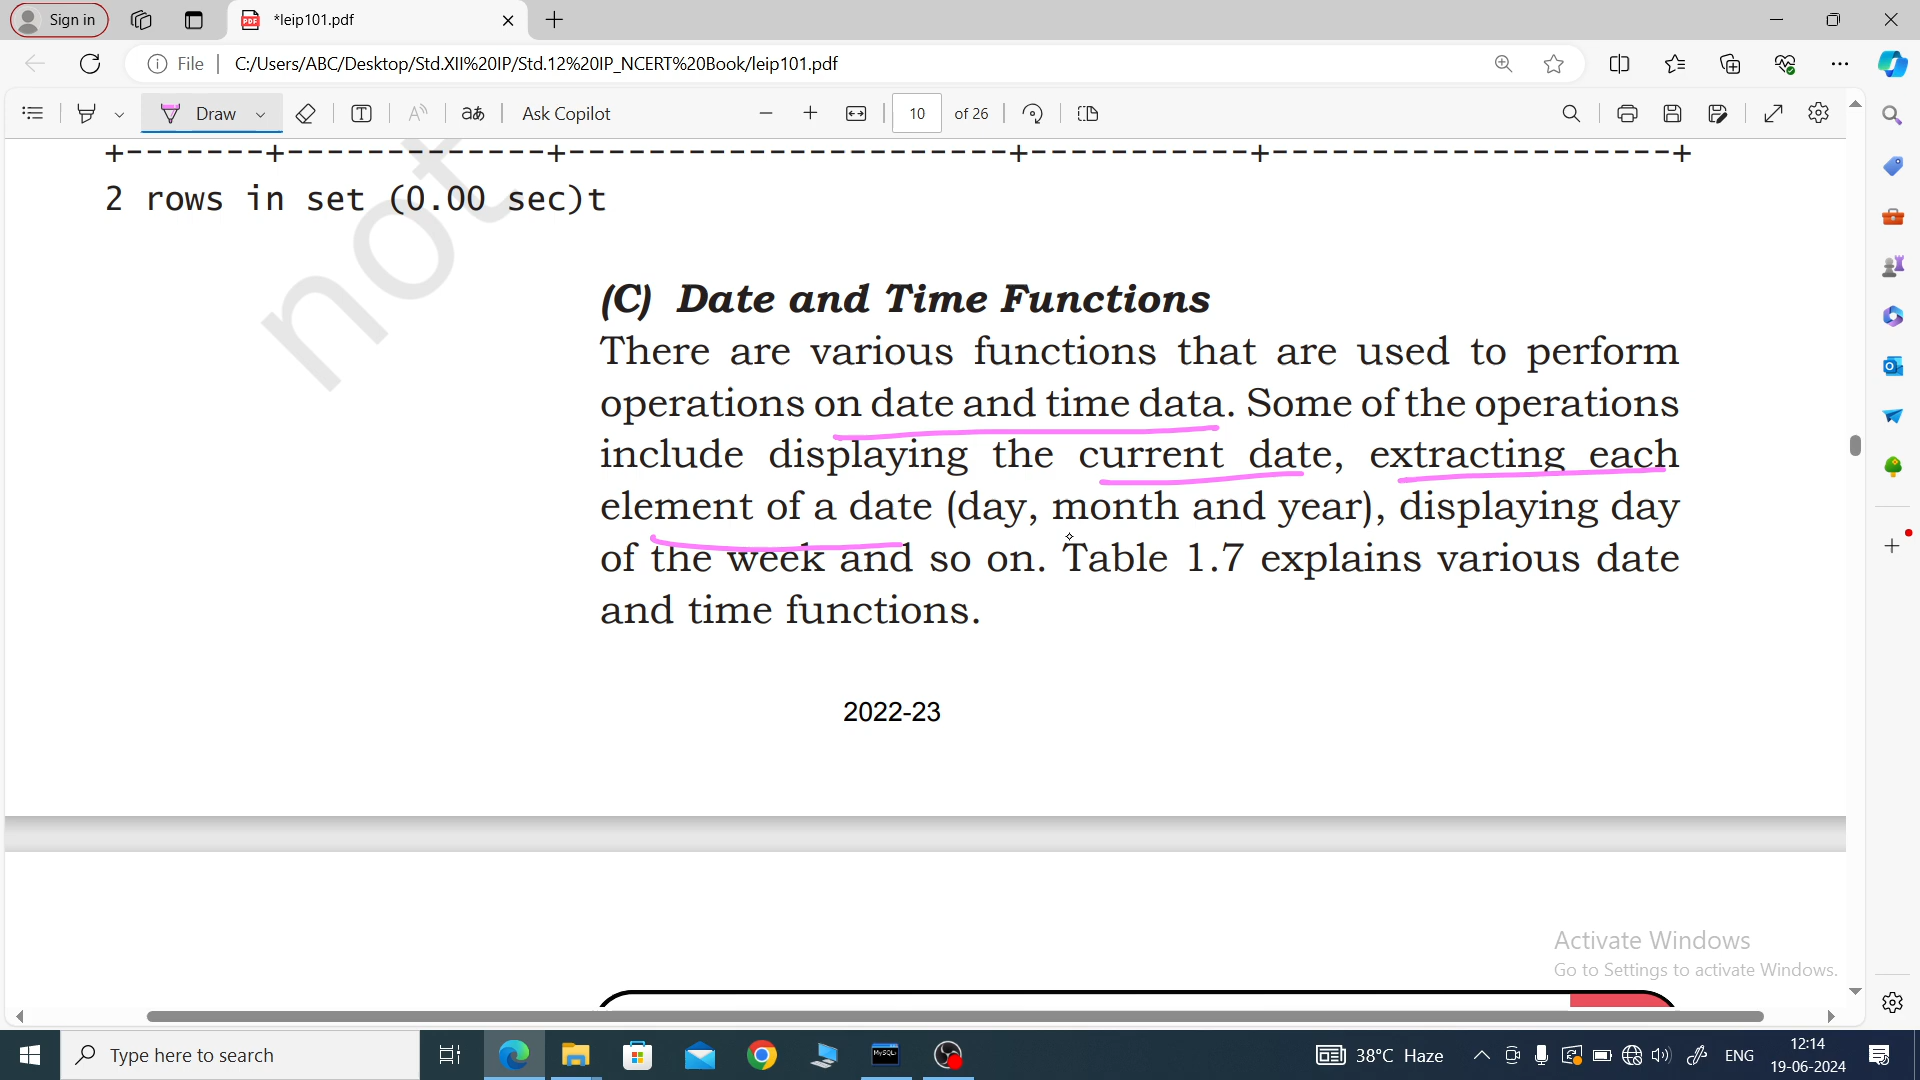 Sign in
*leip101.pdf
File
C:/Users/ABC/Desktop/Std.XII%20IP/Std.12%20IP_NCERT%20Book/leip101.pdf
Draw
aあ
Ask Copilot
10 of 26
+-------+-------------+----------------------+-----------+--------------------+
2 rows in set (0.00 sec)t
not
(C) Date and Time Functions
There are various functions that are used to perform
operations on date and time data. Some of the operations
include displaying the current date, extracting each
element of a date (day, month and year), displaying day
of the week and so on. Table 1.7 explains various date
and time functions.
2022-23
Activate Windows
Go to Settings to activate Windows.
Type here to search
38°C Haze
ENG
12:14
19-06-2024